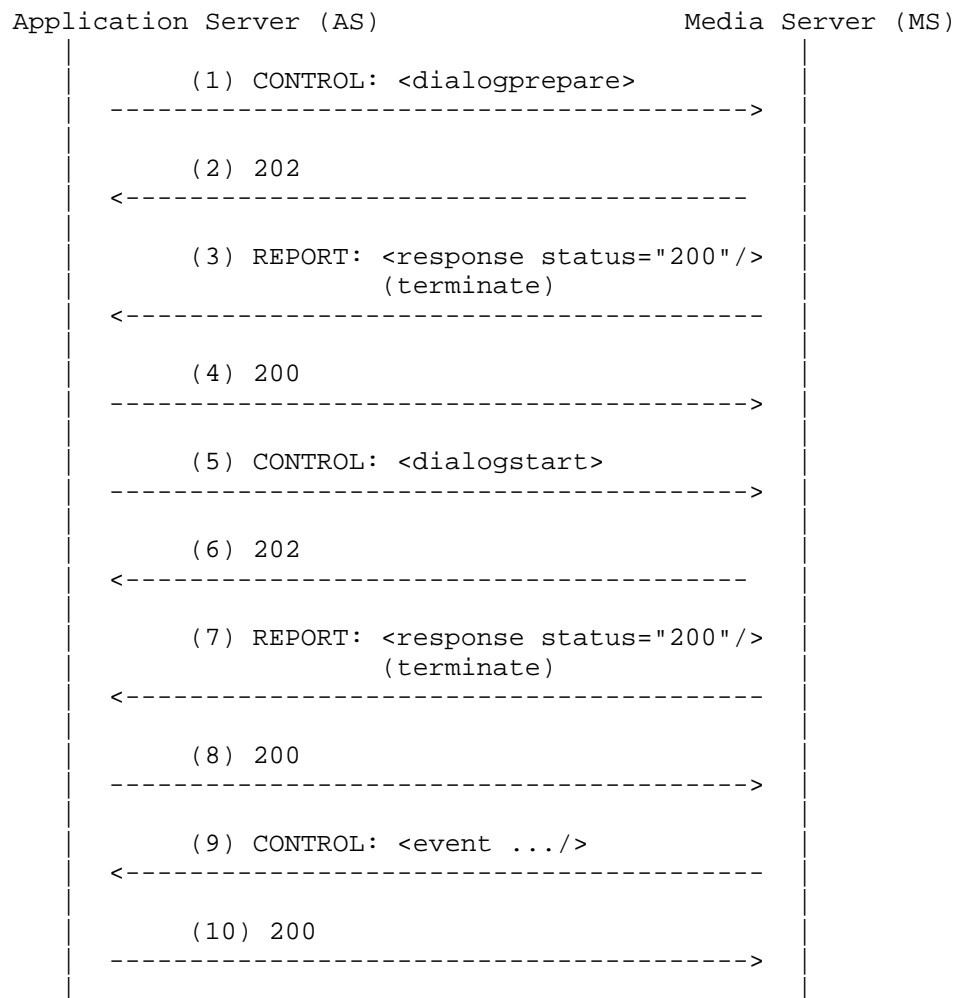 Application Server (AS) Media Server (MS)
(1) CONTROL: <dialogprepare>
(2) 202
(3) REPORT: <response status="200"/>
(terminate)
(4) 200
(5) CONTROL: <dialogstart>
(6) 202
(7) REPORT: <response status="200"/>
(terminate)
(8) 200
(9) CONTROL: <event .../>
(10) 200